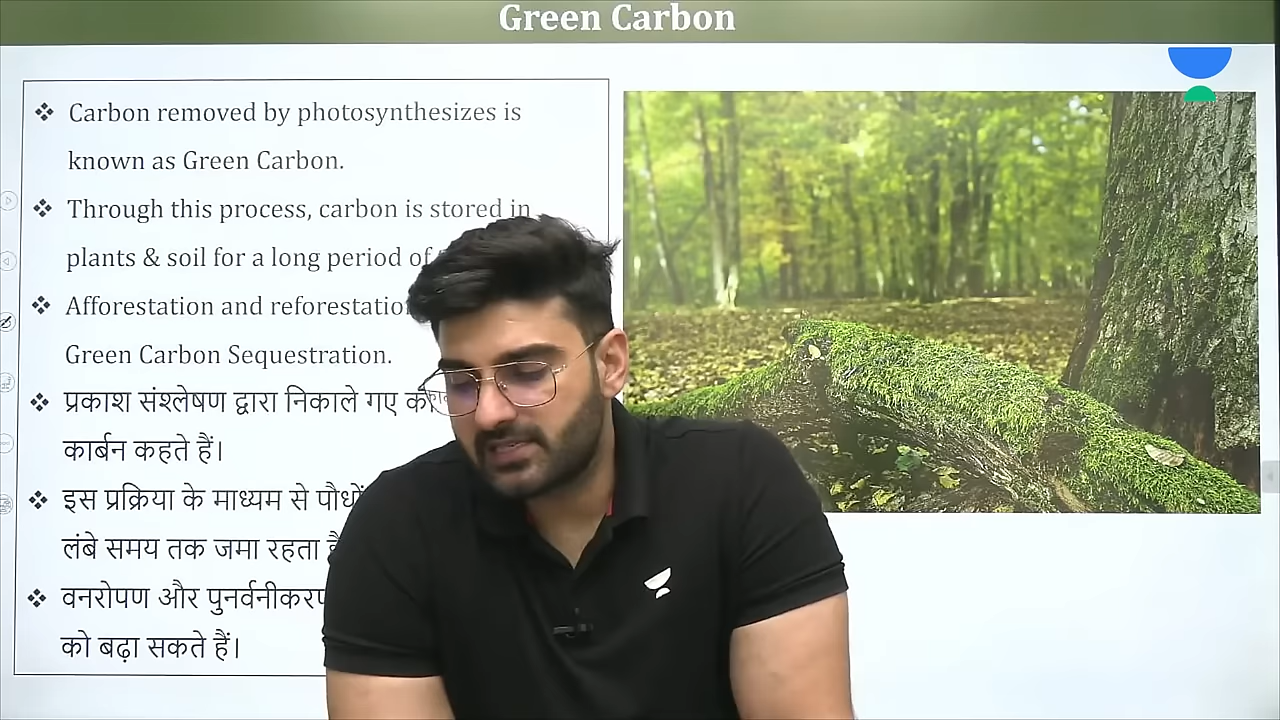 Green Carbon
❖ Carbon removed by photosynthesizes is
known as Green Carbon.
❖ Through this process, carbon is stored in
plants & soil for a long period of
❖ Afforestation and reforestation
Green Carbon Sequestration.
❖ प्रकाश संश्लेषण द्वारा निकाले गए
कार्बन कहते हैं।
❖ इस प्रक्रिया के माध्यम से पौधों
लंबे समय तक जमा रहता
❖ वनरोपण और पुनर्वनीकरण
को बढ़ा सकते हैं।